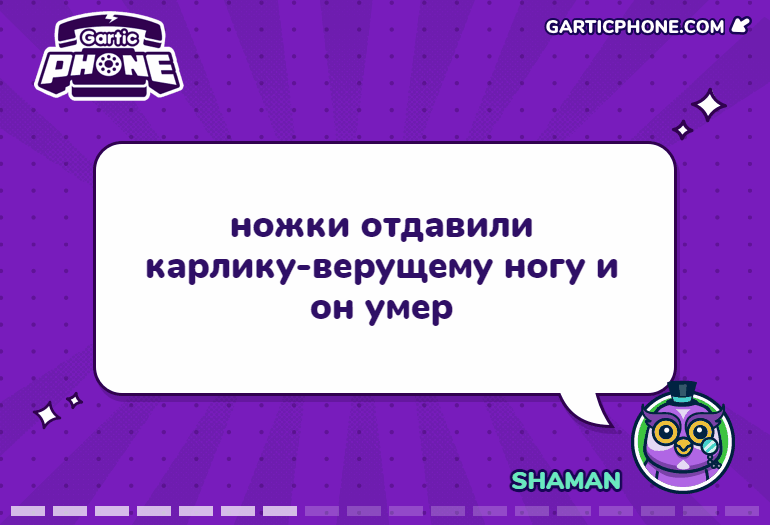 Gartic
PHONE
GARTICPHONE.COM
ножки отдавили
карлику-верущему ногу и
он умер
SHAMAN